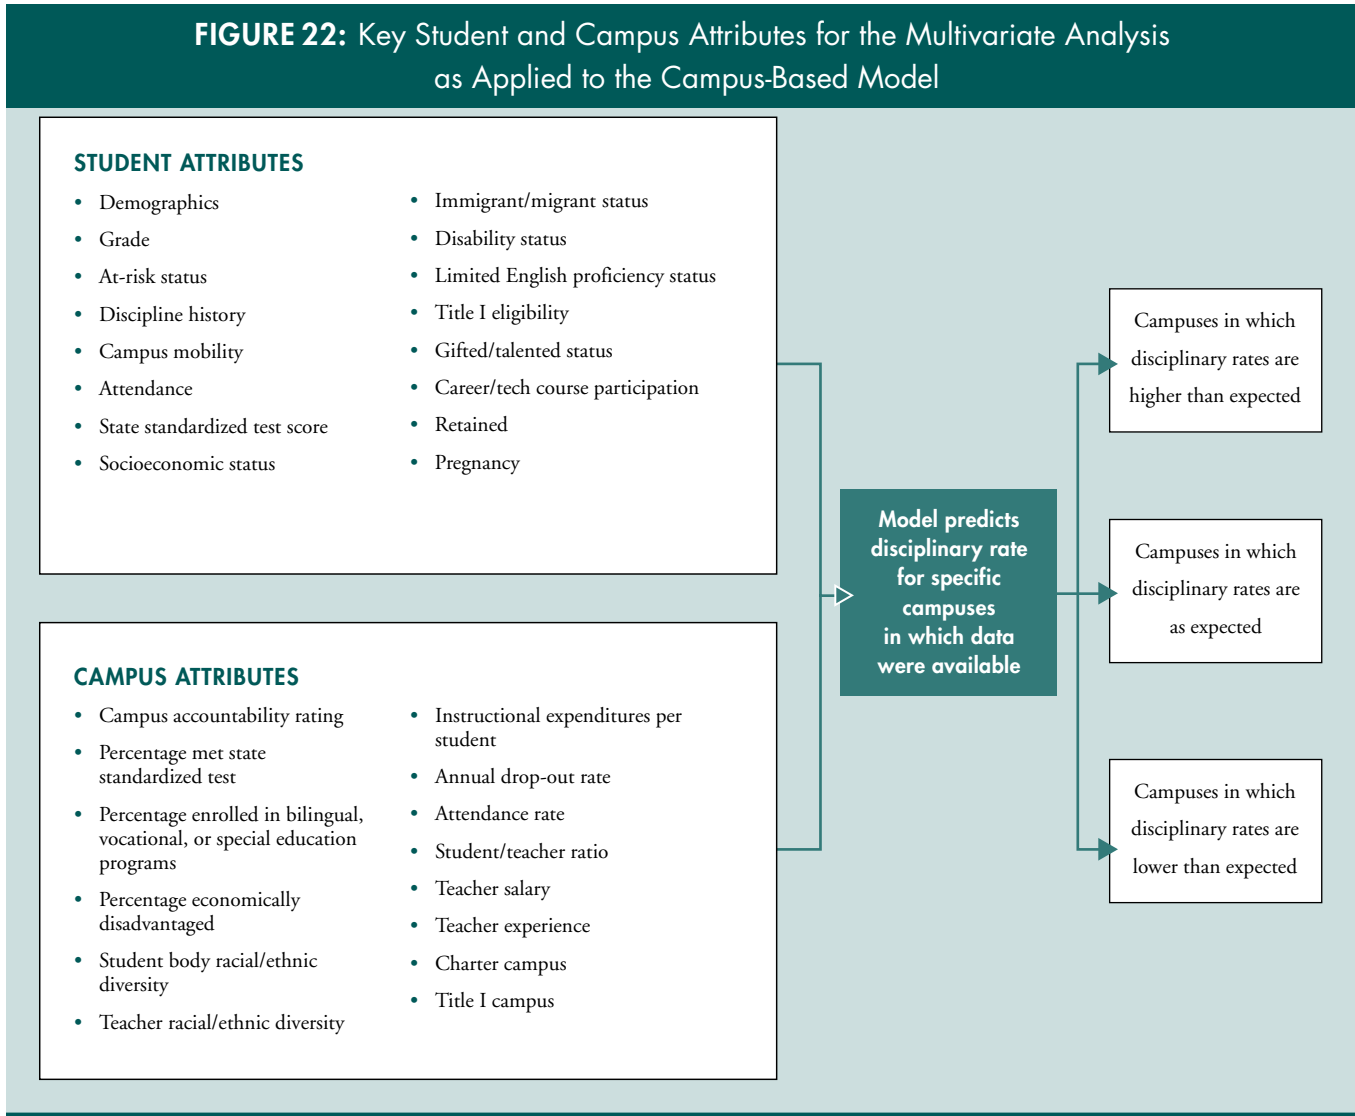 FIGURE 22: Key Student and Campus Attributes for the Multivariate Analysis
as Applied to the Campus-Based Model
STUDENT ATTRIBUTES
• Demographics
• Grade
• At-risk status
• Discipline history
• Campus mobility
• Attendance
• State standardized test score
• Socioeconomic status
• Immigrant/migrant status
• Disability status
• Limited English proficiency status
• Title I eligibility
• Gifted/talented status
• Career/tech course participation
• Retained
• Pregnancy
CAMPUS ATTRIBUTES
• Campus accountability rating
• Percentage met state
standardized test
• Percentage enrolled in bilingual,
vocational, or special education
programs
• Percentage economically
disadvantaged
• Student body racial/ethnic
diversity
• Teacher racial/ethnic diversity
• Instructional expenditures per
student
• Annual drop-out rate
• Attendance rate
• Student/teacher ratio
• Teacher salary
• Teacher experience
• Charter campus
• Title I campus
Model predicts
disciplinary rate
for specific
campuses
in which data
were available
Campuses in which
disciplinary rates are
higher than expected
Campuses in which
disciplinary rates are
as expected
Campuses in which
disciplinary rates are
lower than expected